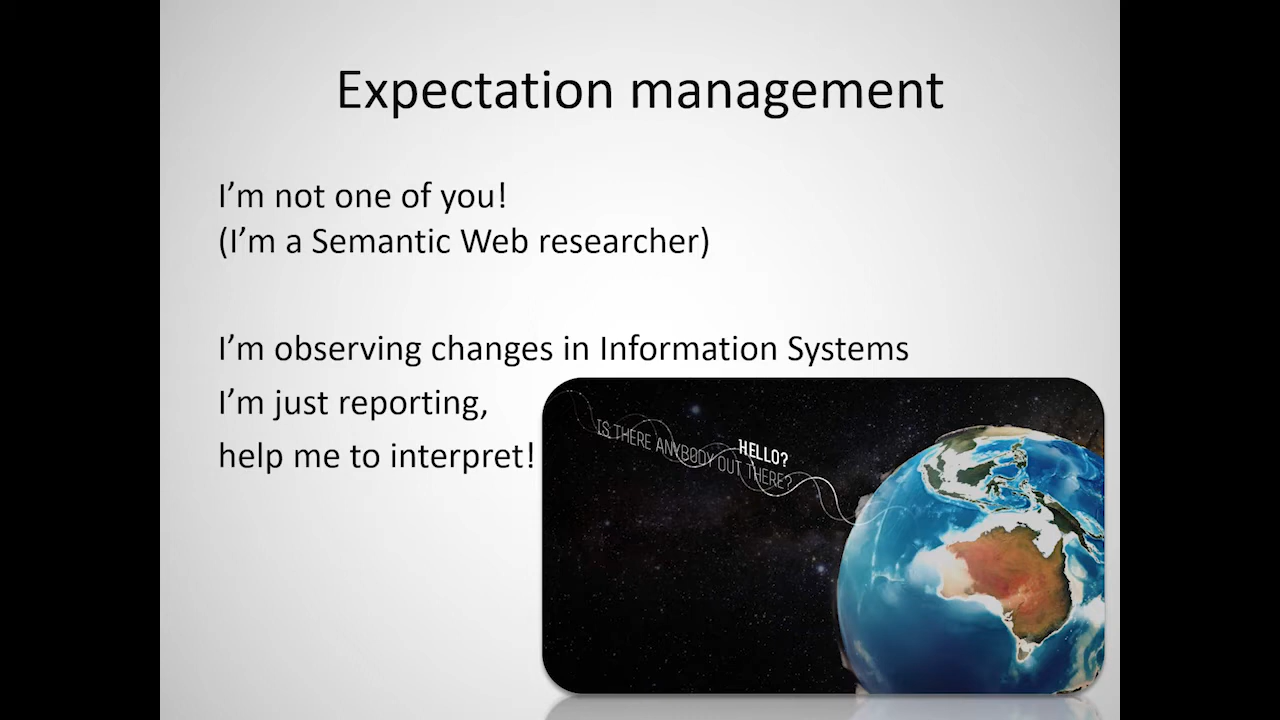 Expectation management
I'm not one of you!
(I'm a Semantic Web researcher)
I'm observing changes in Information Systems
I'm just reporting,
help me to interpret!
HELLO?
IS THERE ANYBODY OUT THERE?